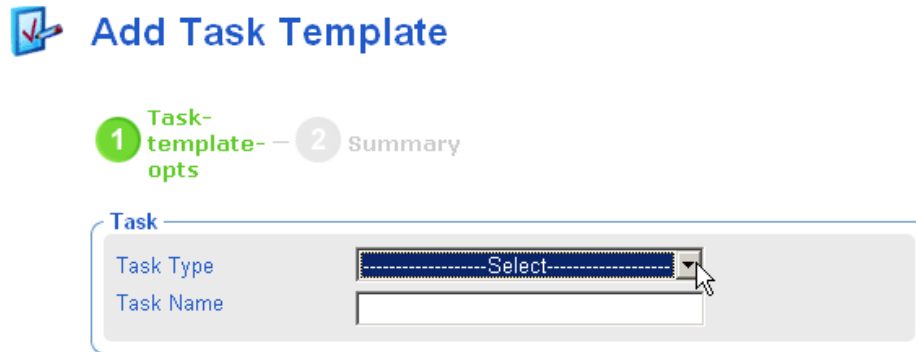 Add Task Template
1 Task-template-opts
2 Summary
Task
Task Type ------------------Select------------------
Task Name